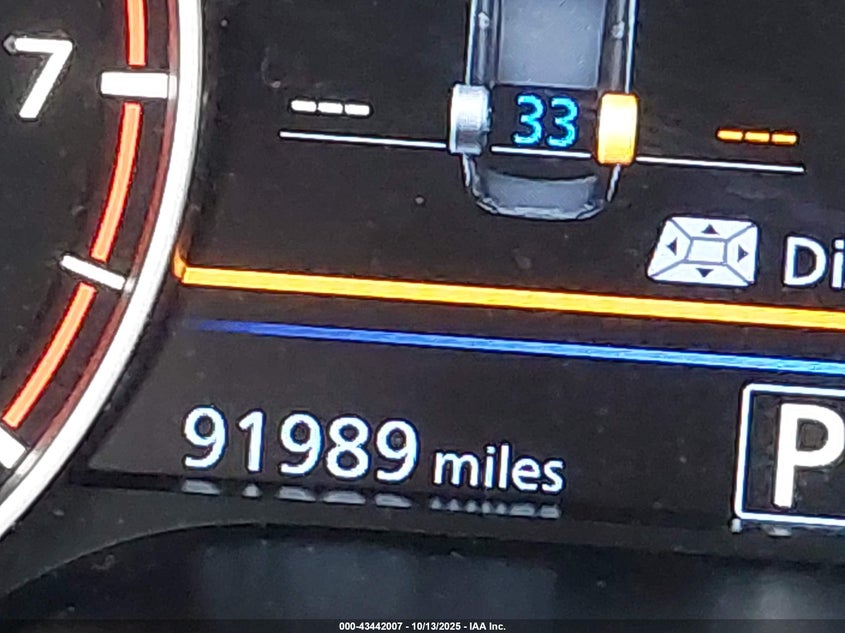 7
---
33
---
Di
91989 miles
P
000-43442007 - 10/13/2025 - IAA Inc.